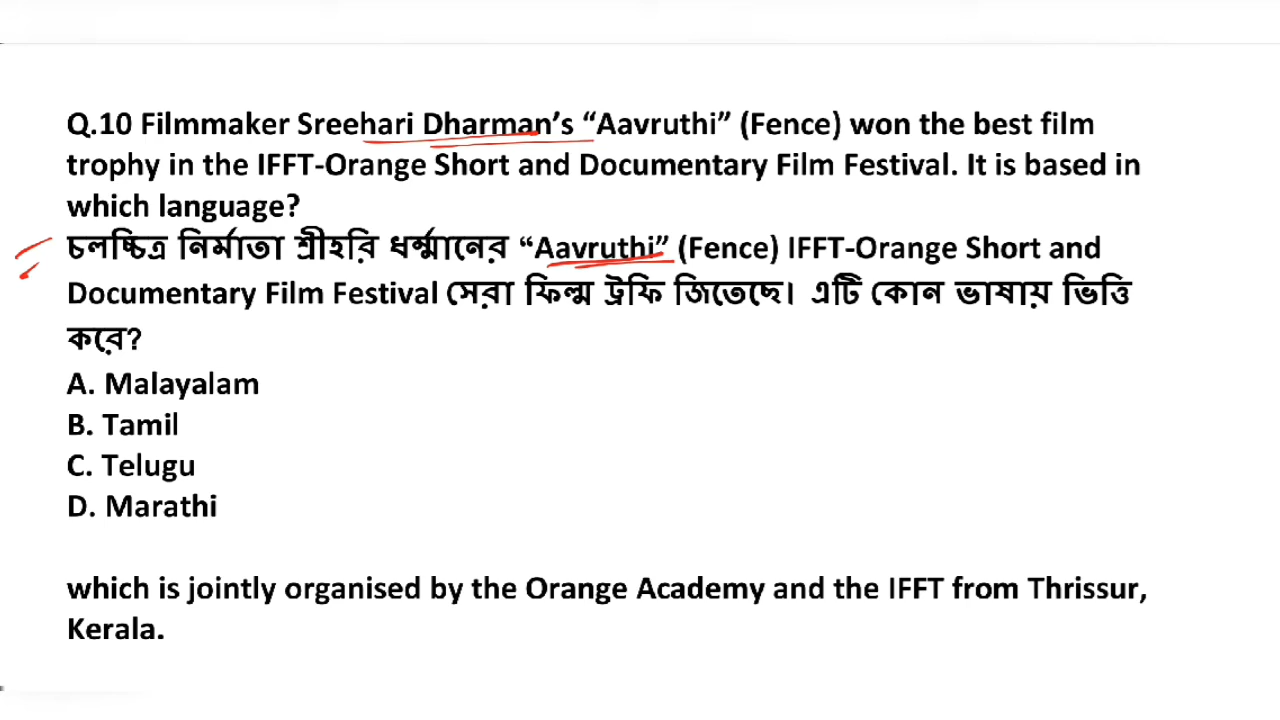 Q.10 Filmmaker Sreehari Dharman’s “Aavruthi” (Fence) won the best film
trophy in the IFFT-Orange Short and Documentary Film Festival. It is based in
which language?
চলচ্চিত্র নির্মাতা শ্রীহরি ধর্ম্মানের “Aavruthi” (Fence) IFFT-Orange Short and
Documentary Film Festival সেরা ফিল্ম ট্রফি জিতেছে। এটি কোন ভাষায় ভিত্তি
করে?
A. Malayalam
B. Tamil
C. Telugu
D. Marathi
which is jointly organised by the Orange Academy and the IFFT from Thrissur,
Kerala.